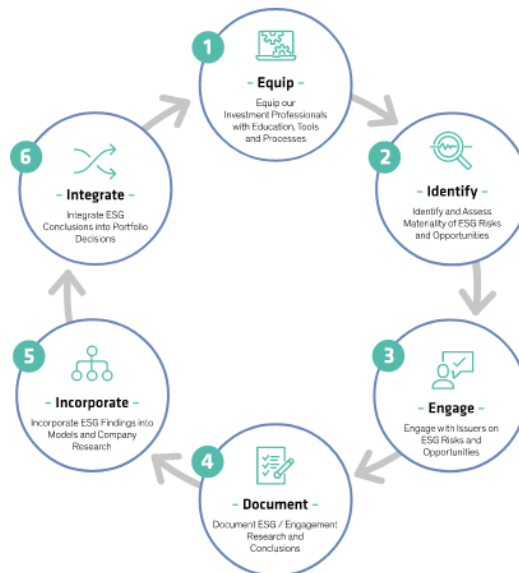 1
- Equip -
Equip our
Investment Professionals
with Education, Tools
and Processes
2
- Identify -
Identify and Assess
Materiality of ESG Risks
and Opportunities
3
- Engage -
Engage with Issuers on
ESG Risks and
Opportunities
4
- Document -
Document ESG / Engagement
Research and
Conclusions
5
- Incorporate -
Incorporate ESG Findings into
Models and Company
Research
6
- Integrate -
Integrate ESG
Conclusions into Portfolio
Decisions